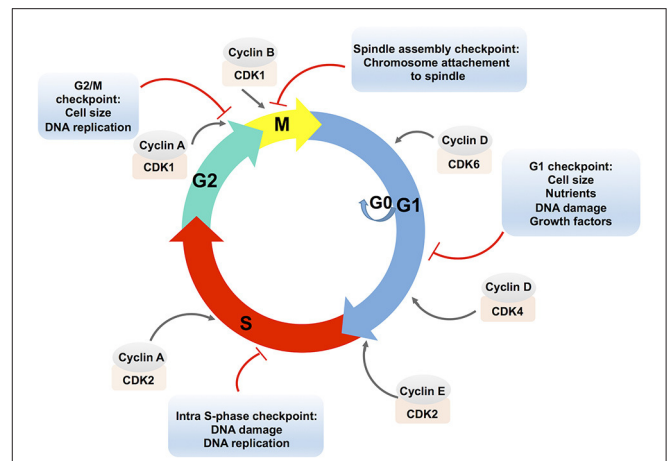 Cyclin B
CDK1
Spindle assembly checkpoint:
Chromosome attachement
to spindle
G2/M
checkpoint:
Cell size
DNA replication
M
Cyclin A
CDK1
Cyclin D
CDK6
G2
G0
G1
G1 checkpoint:
Cell size
Nutrients
DNA damage
Growth factors
Cyclin D
CDK4
S
Cyclin A
CDK2
Cyclin E
CDK2
Intra S-phase checkpoint:
DNA damage
DNA replication